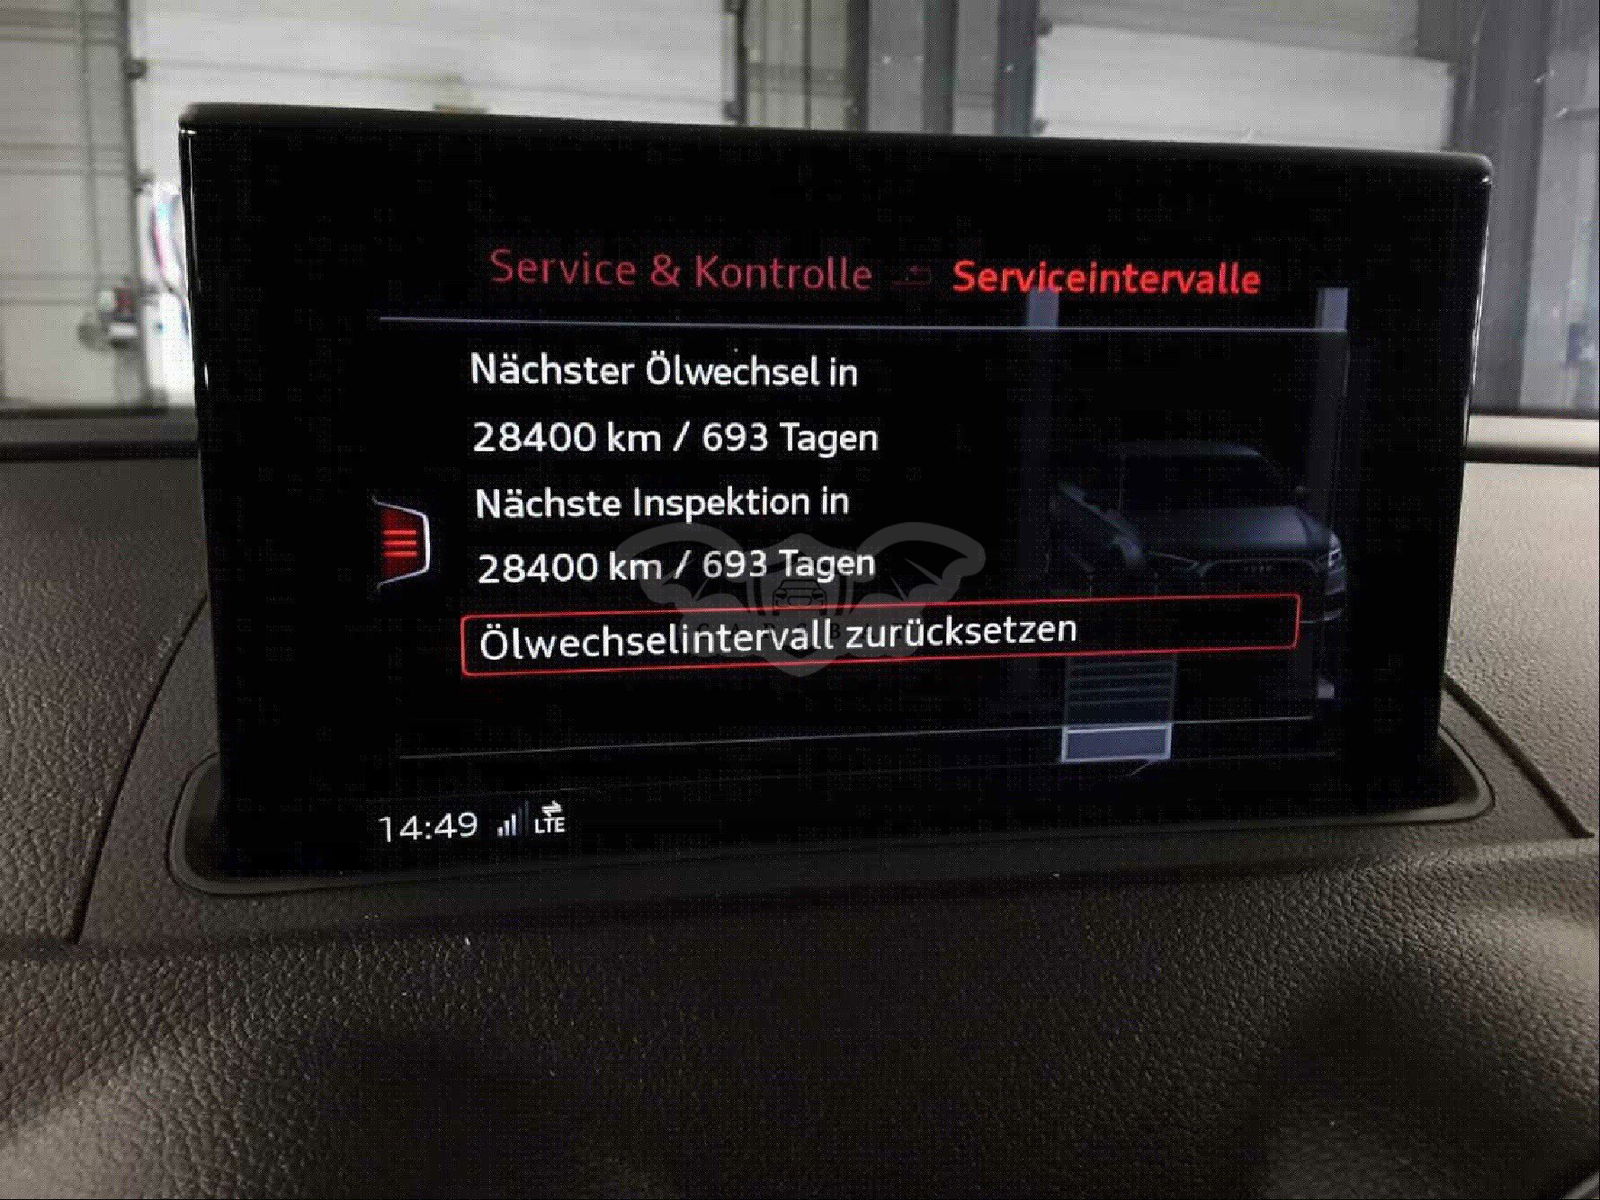 Service & Kontrolle Serviceintervalle
Nächster Ölwechsel in
28400 km / 693 Tagen
Nächste Inspektion in
28400 km / 693 Tagen
Ölwechselintervall zurücksetzen
14:49 LTE